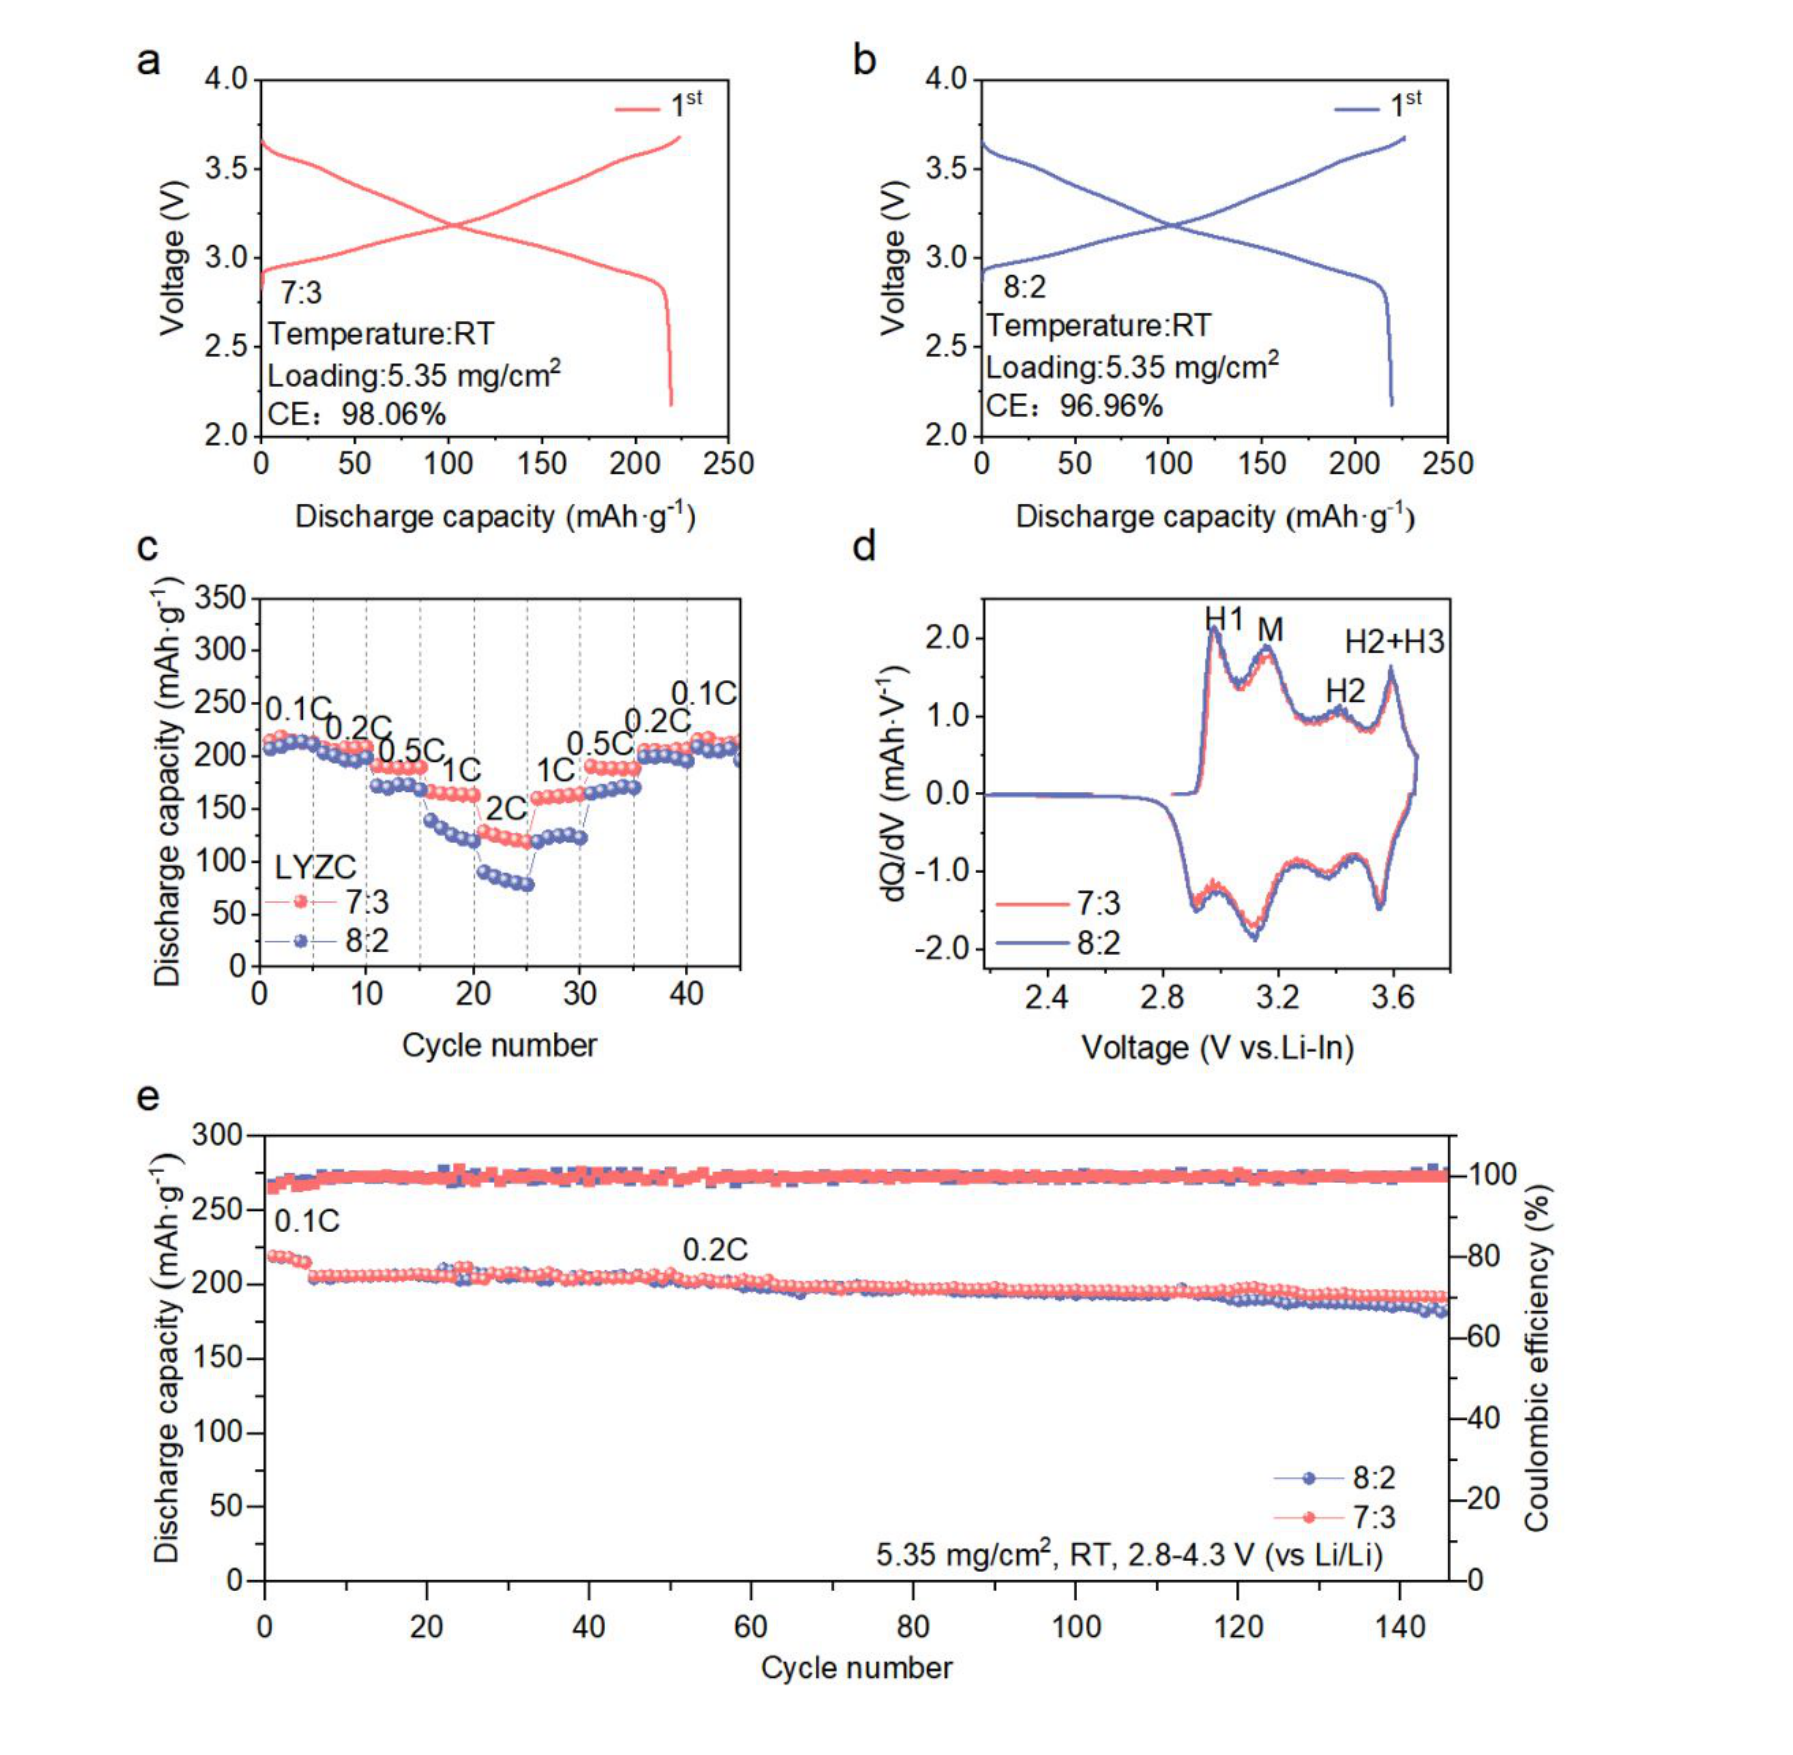 a
4.0
3.5
3.0
2.5
2.0
Voltage (V)
1st
7:3
Temperature:RT
Loading:5.35 mg/cm2
CE：98.06%
0 50 100 150 200 250
Discharge capacity (mAh·g-1)
b
4.0
3.5
3.0
2.5
2.0
Voltage (V)
1st
8:2
Temperature:RT
Loading:5.35 mg/cm2
CE：96.96%
0 50 100 150 200 250
Discharge capacity (mAh·g-1)
c
350
300
250
200
150
100
50
0
Discharge capacity (mAh·g-1)
0.1C
0.2C
0.5C
1C
2C
1C
0.5C
0.2C
0.1C
LYZC
7:3
8:2
0 10 20 30 40
Cycle number
d
2.0
1.0
0.0
-1.0
-2.0
dQ/dV (mAh·V-1)
H1
M
H2
H2+H3
7:3
8:2
2.4 2.8 3.2 3.6
Voltage (V vs.Li-In)
e
300
250
200
150
100
50
0
Discharge capacity (mAh·g-1)
0.1C
0.2C
100
80
60
40
20
0
Coulombic efficiency (%)
8:2
7:3
5.35 mg/cm2, RT, 2.8-4.3 V (vs Li/Li)
0 20 40 60 80 100 120 140
Cycle number